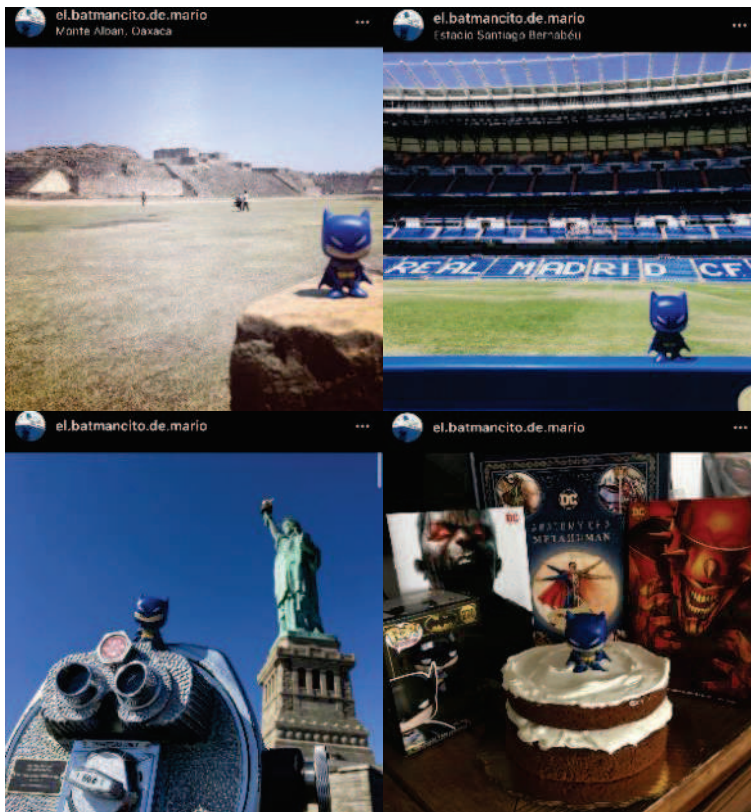 el.batmancito.de.mario
Monte Alban, Oaxaca
el.batmancito.de.mario
Estadio Santiago Bernabéu
REAL MADRID CF
el.batmancito.de.mario
el.batmancito.de.mario
DC
DC
ANATOMY OF A
METAHUMAN